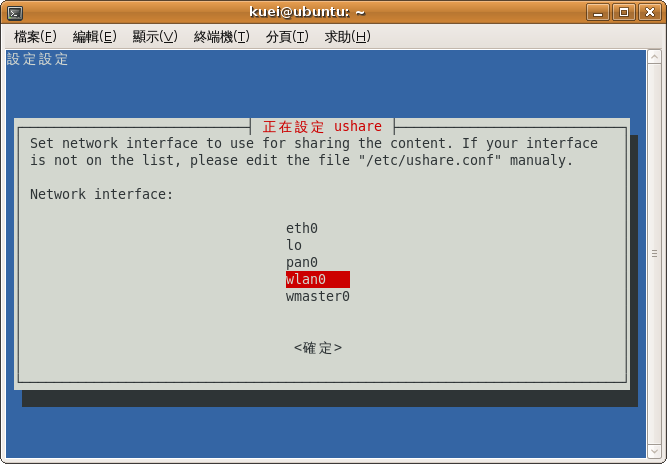 kuei@ubuntu: ~
檔案(F) 編輯(E) 顯示(V) 終端機(T) 分頁(T) 求助(H)
設定設定
正在設定 ushare
Set network interface to use for sharing the content. If your interface
is not on the list, please edit the file "/etc/ushare.conf" manualy.
Network interface:
eth0
lo
pan0
wlan0
wmaster0
<確定>